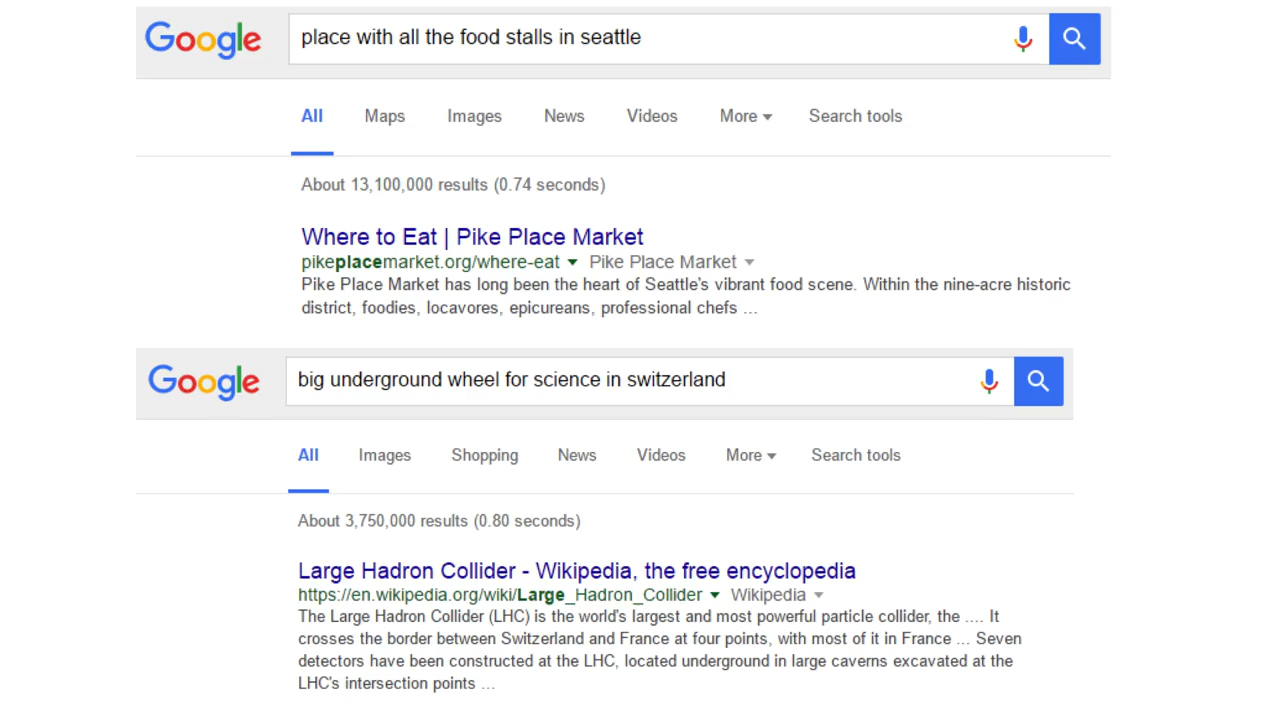 Google place with all the food stalls in seattle
All Maps Images News Videos More Search tools
About 13,100,000 results (0.74 seconds)
Where to Eat | Pike Place Market
pikeplacemarket.org/where-eat Pike Place Market
Pike Place Market has long been the heart of Seattle's vibrant food scene. Within the nine-acre historic
district, foodies, locavores, epicureans, professional chefs ...
Google big underground wheel for science in switzerland
All Images Shopping News Videos More Search tools
About 3,750,000 results (0.80 seconds)
Large Hadron Collider - Wikipedia, the free encyclopedia
https://en.wikipedia.org/wiki/Large_Hadron_Collider Wikipedia
The Large Hadron Collider (LHC) is the world's largest and most powerful particle collider, the .... It
crosses the border between Switzerland and France at four points, with most of it in France ... Seven
detectors have been constructed at the LHC, located underground in large caverns excavated at the
LHC's intersection points ...